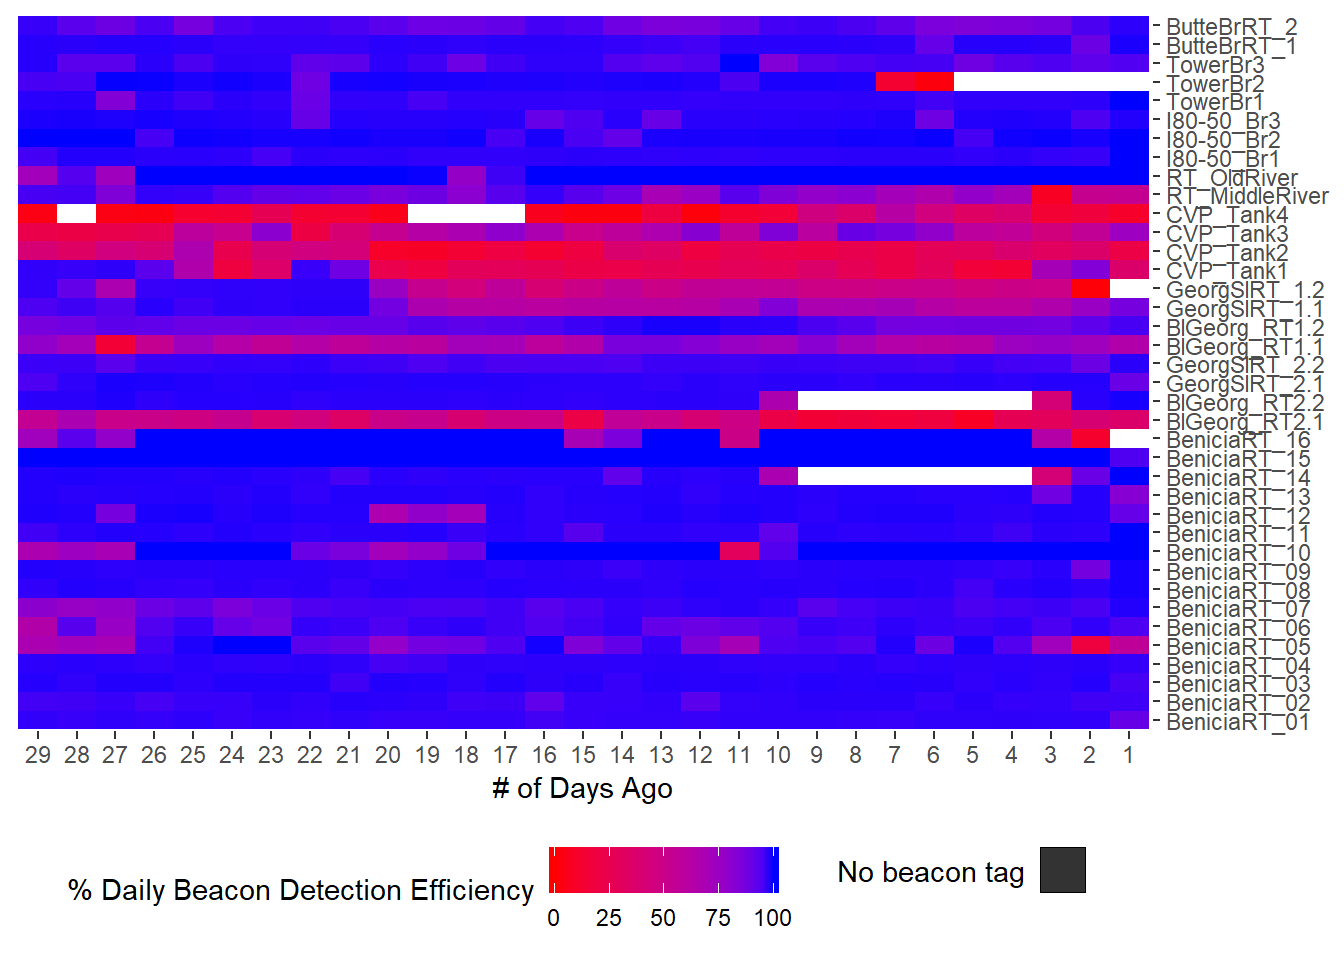 ButteBrRT_2
ButteBrRT_1
TowerBr3
TowerBr2
TowerBr1
I80-50_Br3
I80-50_Br2
I80-50_Br1
RT_OldRiver
RT_MiddleRiver
CVP_Tank4
CVP_Tank3
CVP_Tank2
CVP_Tank1
GeorgSlRT_1.2
GeorgSlRT_1.1
BlGeorg_RT1.2
BlGeorg_RT1.1
GeorgSlRT_2.2
GeorgSlRT_2.1
BlGeorg_RT2.2
BlGeorg_RT2.1
BeniciaRT_16
BeniciaRT_15
BeniciaRT_14
BeniciaRT_13
BeniciaRT_12
BeniciaRT_11
BeniciaRT_10
BeniciaRT_09
BeniciaRT_08
BeniciaRT_07
BeniciaRT_06
BeniciaRT_05
BeniciaRT_04
BeniciaRT_03
BeniciaRT_02
BeniciaRT_01
29 28 27 26 25 24 23 22 21 20 19 18 17 16 15 14 13 12 11 10 9 8 7 6 5 4 3 2 1
# of Days Ago
% Daily Beacon Detection Efficiency
0 25 50 75 100
No beacon tag